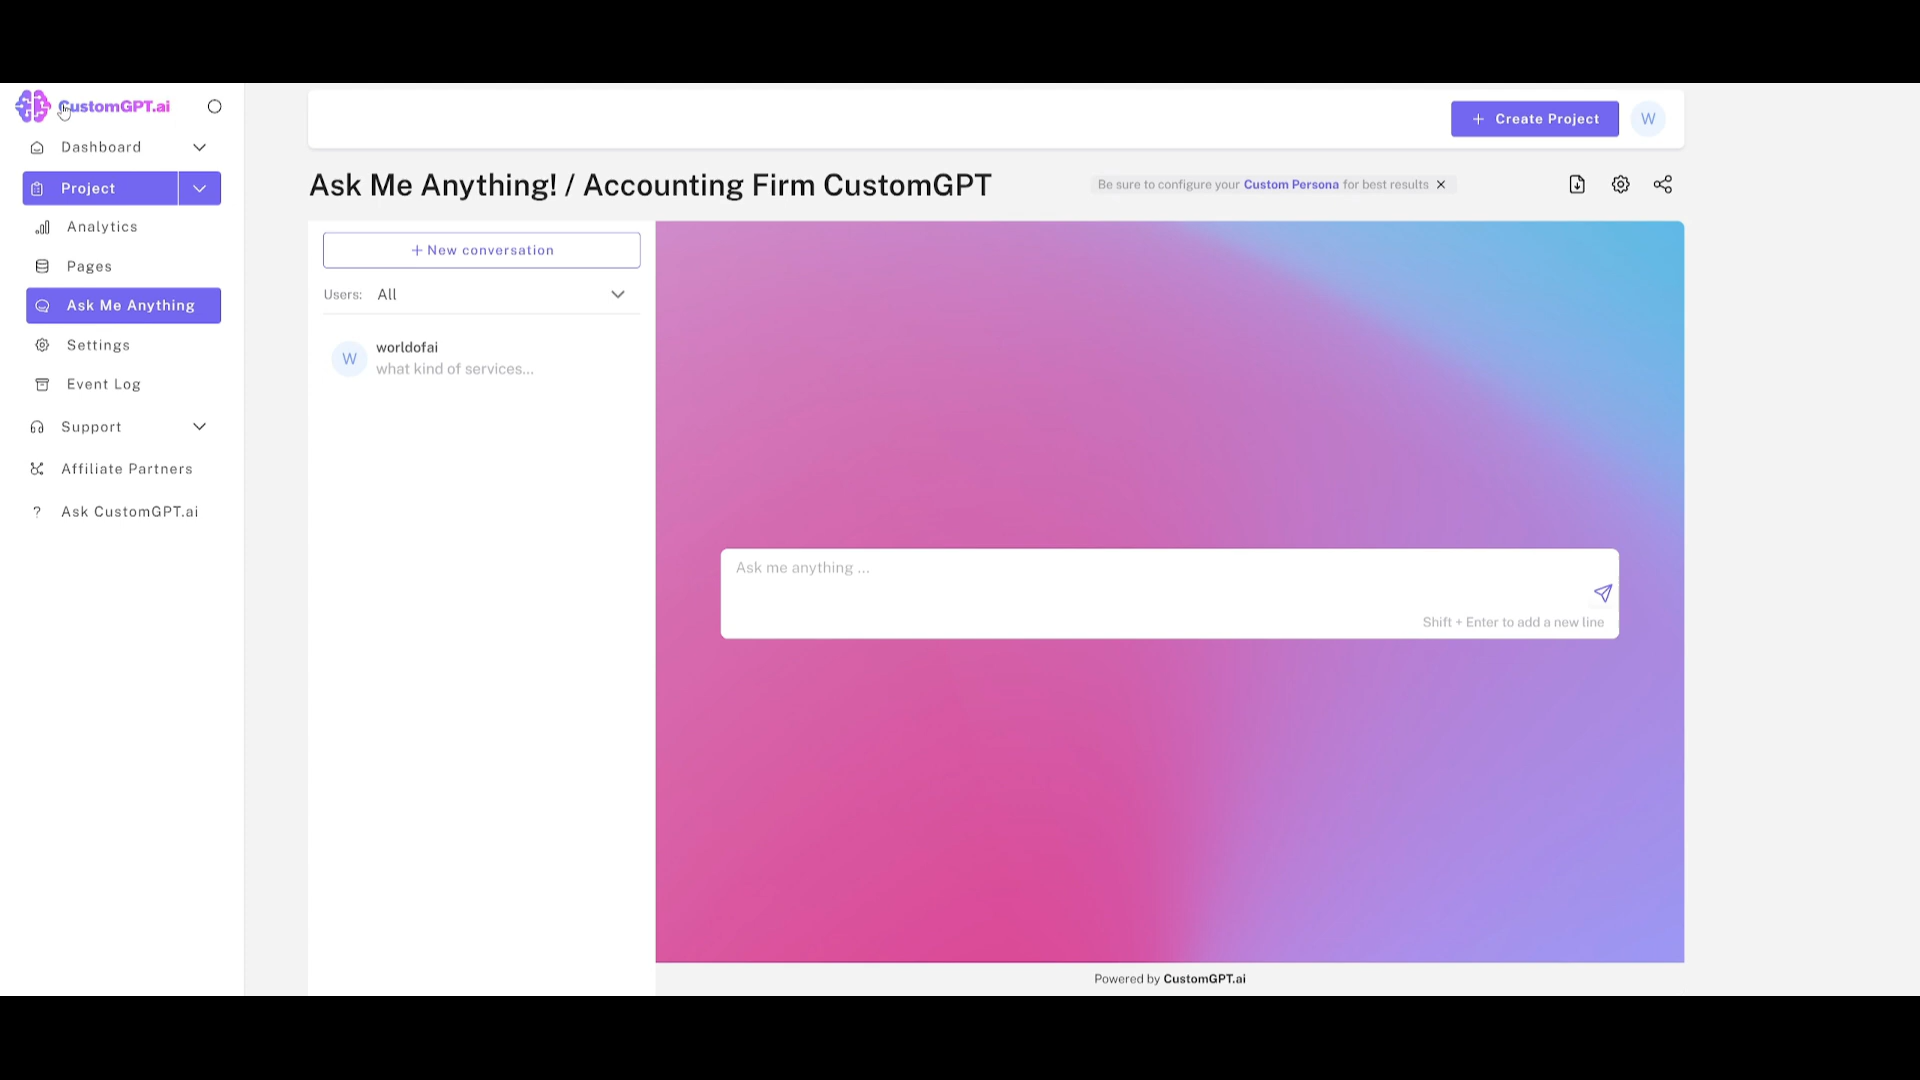 CustomGPT.ai
Dashboard
Project
Analytics
Pages
Ask Me Anything
Settings
Event Log
Support
Affiliate Partners
? Ask CustomGPT.ai
+ Create Project
W
Ask Me Anything! / Accounting Firm CustomGPT
Be sure to configure your Custom Persona for best results
+ New conversation
Users: All
W
worldofai
what kind of services...
Ask me anything ...
Shift + Enter to add a new line
Powered by CustomGPT.ai